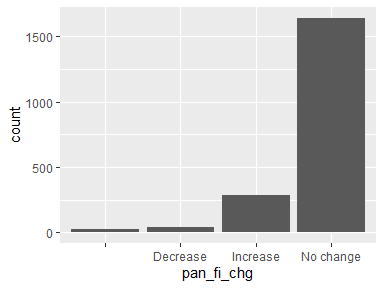 1500
1000
500
0
count
Decrease Increase No change
pan_fi_chg